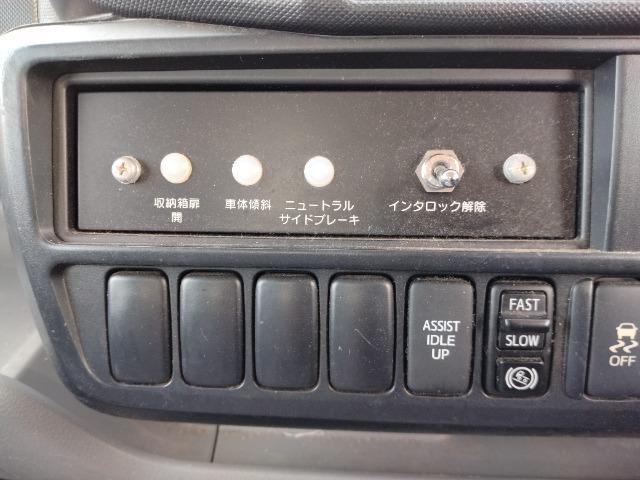 収納箱扉
開
車体傾斜
ニュートラル
サイドブレーキ
インタロック解除
ASSIST
IDLE
UP
FAST
SLOW
OFF